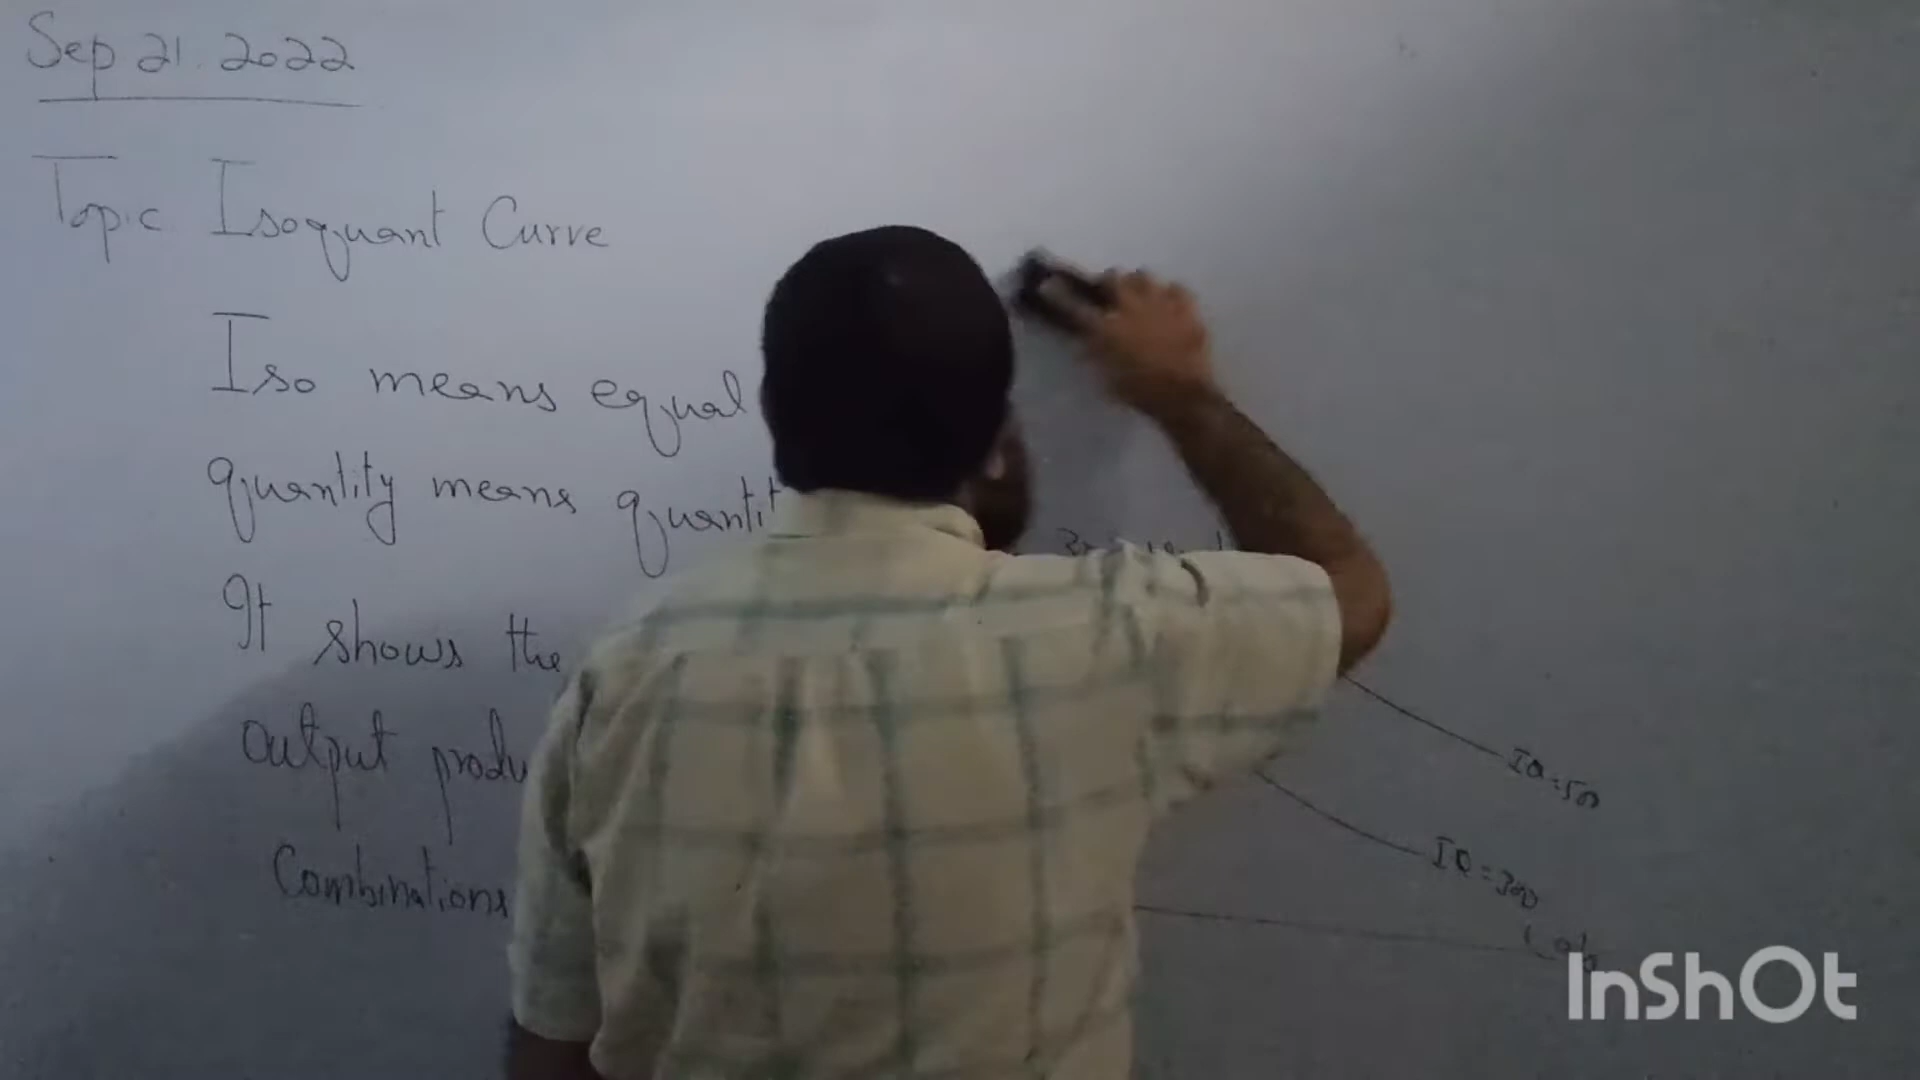 Sep 21.2022
Topic Isoquant Curve
Iso means equal
quantity means quantit
It shows the
output produ
Combinations
IQ=50
IQ=300
InShOt